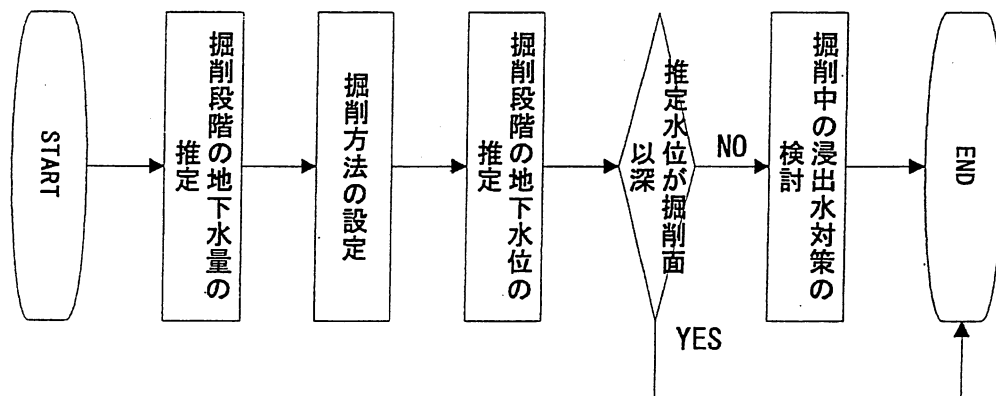 START
掘削段階の地下水量の
推定
掘削方法の設定
掘削段階の地下水位の
推定
推定水位が掘削面
以深
NO
YES
掘削中の浸出水対策の
検討
END